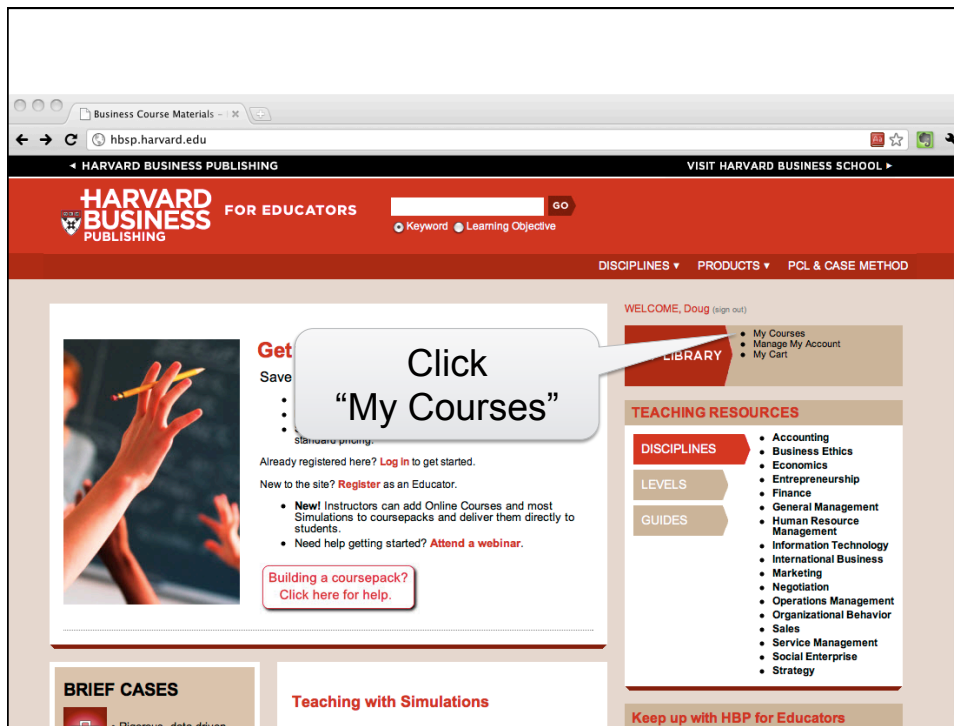 Business Course Materials -
hbsp.harvard.edu
◄ HARVARD BUSINESS PUBLISHING
VISIT HARVARD BUSINESS SCHOOL ►
HARVARD
BUSINESS
PUBLISHING
FOR EDUCATORS
GO
Keyword Learning Objective
DISCIPLINES ▼ PRODUCTS ▼ PCL & CASE METHOD
WELCOME, Doug (sign out)
LIBRARY
• My Courses
• Manage My Account
• My Cart
Click
“My Courses”
Get
Save
standard pricing.
Already registered here? Log in to get started.
New to the site? Register as an Educator.
• New! Instructors can add Online Courses and most
Simulations to coursepacks and deliver them directly to
students.
• Need help getting started? Attend a webinar.
Building a coursepack?
Click here for help.
TEACHING RESOURCES
DISCIPLINES
LEVELS
GUIDES
• Accounting
• Business Ethics
• Economics
• Entrepreneurship
• Finance
• General Management
• Human Resource
Management
• Information Technology
• International Business
• Marketing
• Negotiation
• Operations Management
• Organizational Behavior
• Sales
• Service Management
• Social Enterprise
• Strategy
BRIEF CASES
Teaching with Simulations
Keep up with HBP for Educators
• Rigorous, data driven